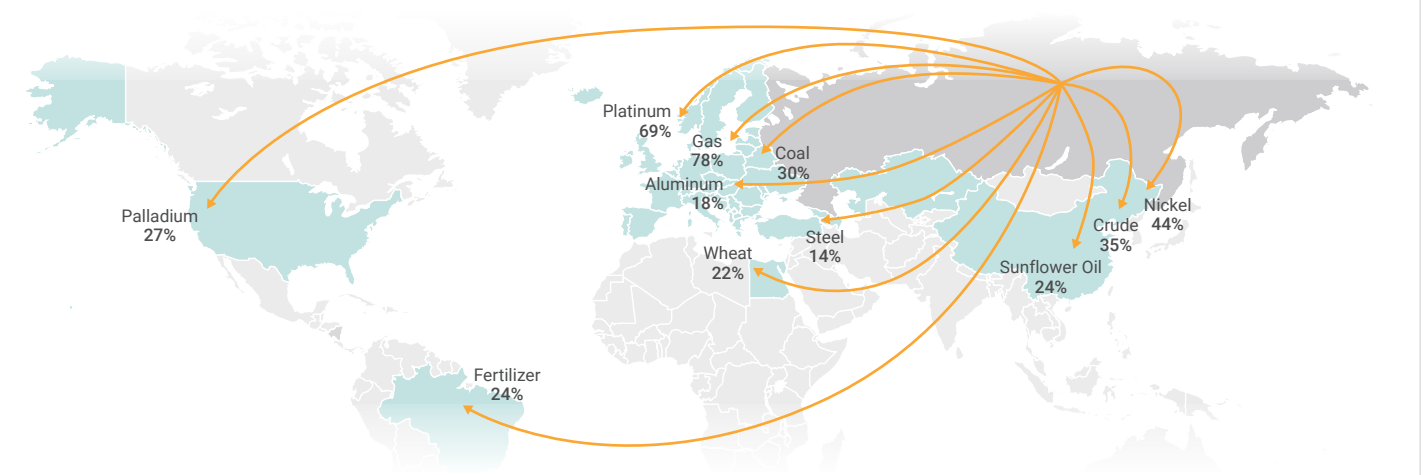 Platinum
69%
Gas
78%
Coal
30%
Aluminum
18%
Palladium
27%
Nickel
44%
Crude
35%
Steel
14%
Wheat
22%
Sunflower Oil
24%
Fertilizer
24%